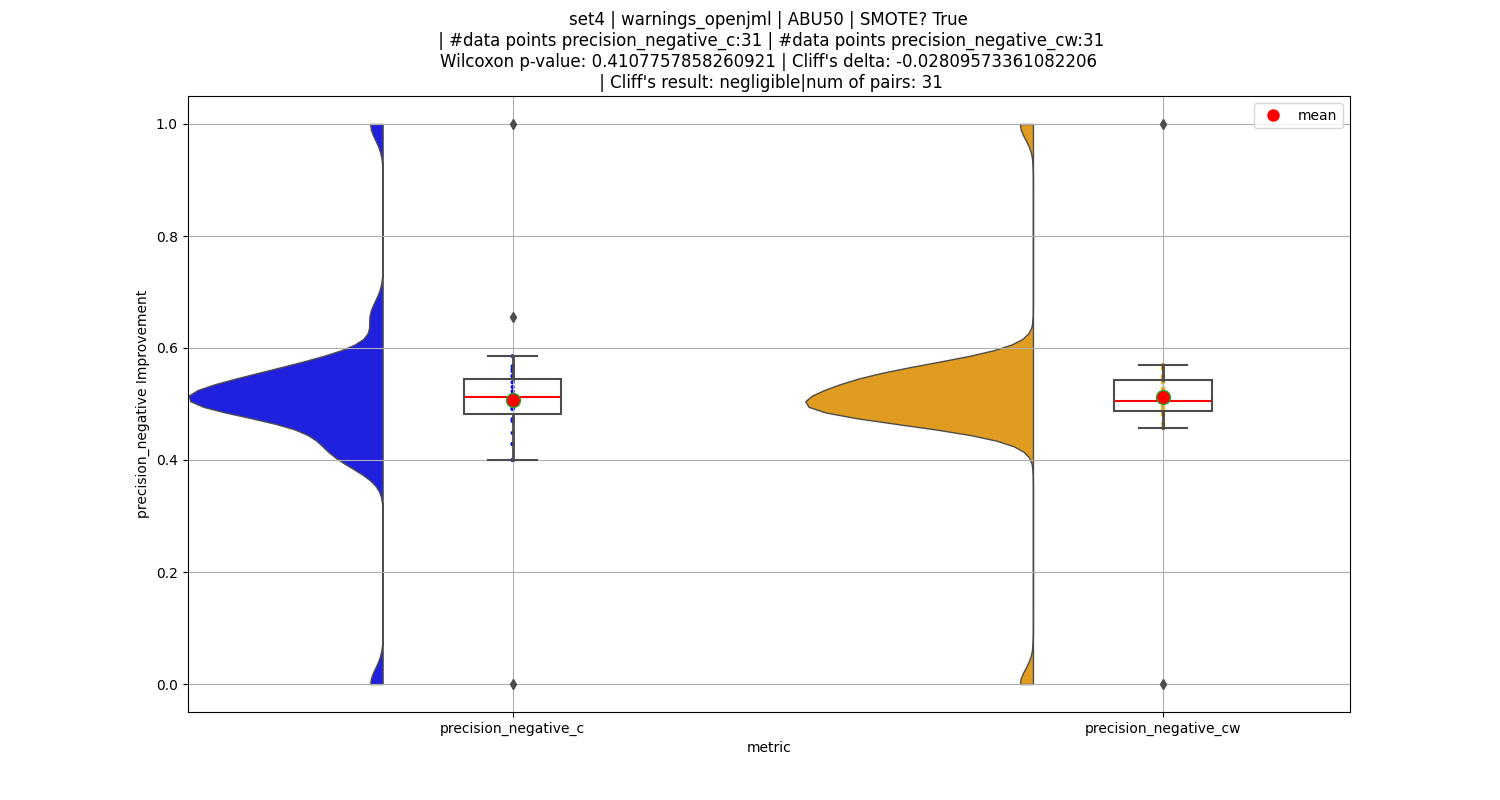 set4 | warnings_openjml | ABU50 | SMOTE? True
| #data points precision_negative_c:31 | #data points precision_negative_cw:31
Wilcoxon p-value: 0.4107757858260921 | Cliff's delta: -0.02809573361082206
| Cliff's result: negligible|num of pairs: 31
mean
1.0
0.8
0.6
0.4
0.2
0.0
precision_negative Improvement
precision_negative_c
precision_negative_cw
metric